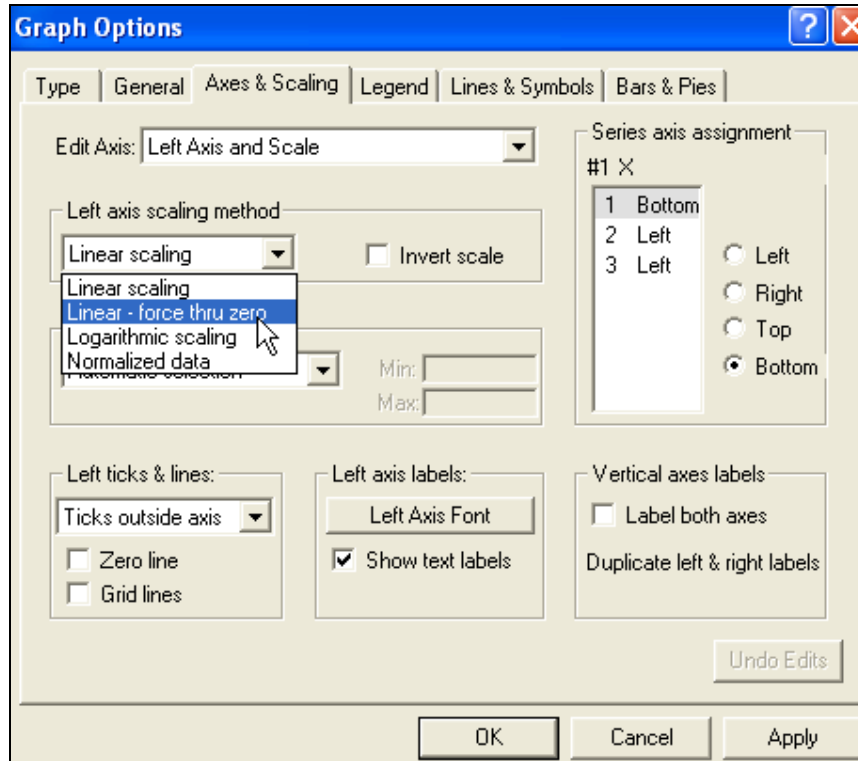 Graph Options
Type General Axes & Scaling Legend Lines & Symbols Bars & Pies
Edit Axis: Left Axis and Scale
Series axis assignment
#1 X
1 Bottom
2 Left
3 Left
Left
Right
Top
Bottom
Left axis scaling method
Linear scaling
Invert scale
Linear scaling
Linear - force thru zero
Logarithmic scaling
Normalized data
Min:
Max:
Left ticks & lines:
Ticks outside axis
Zero line
Grid lines
Left axis labels:
Left Axis Font
Show text labels
Vertical axes labels
Label both axes
Duplicate left & right labels
Undo Edits
OK Cancel Apply